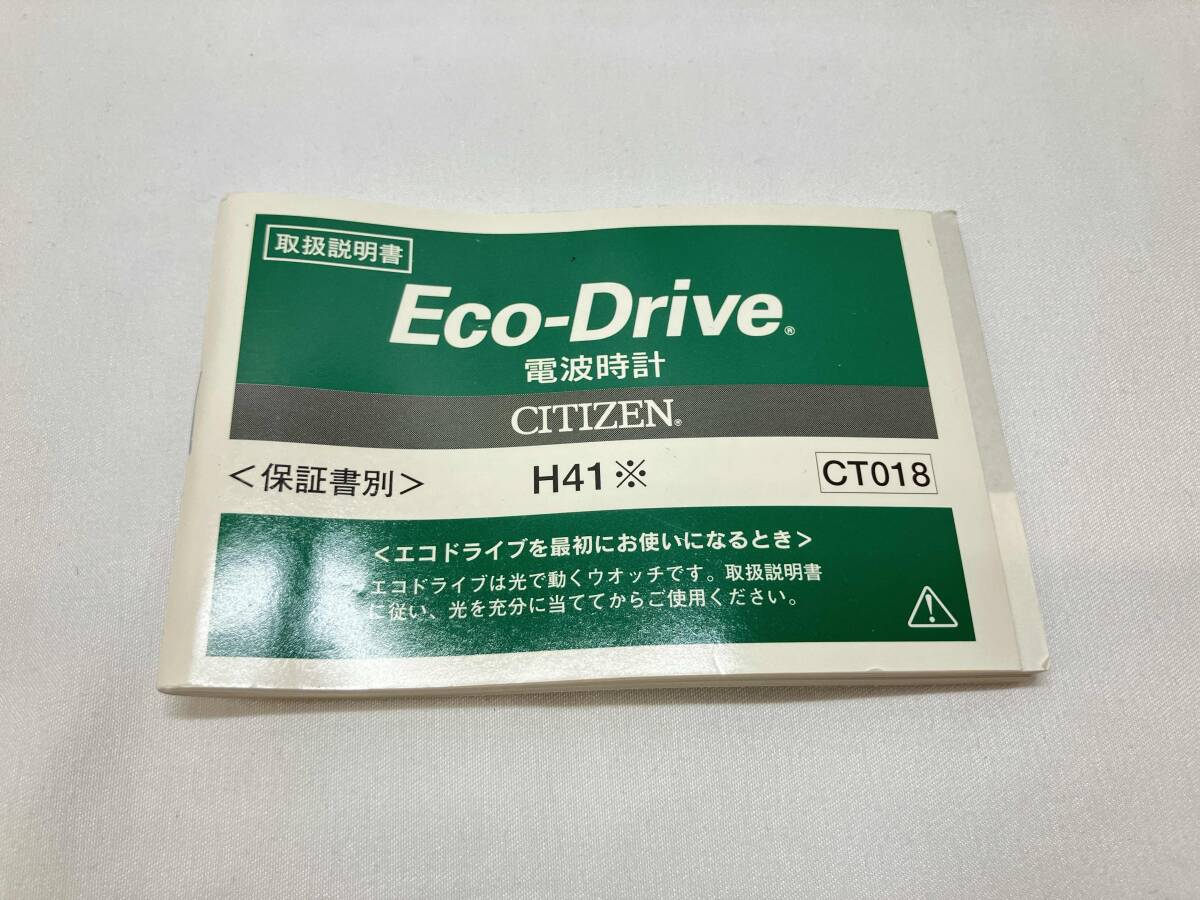 取扱説明書
Eco-Drive®
電波時計
CITIZEN®
＜保証書別＞ H41※ CT018
＜エコドライブを最初にお使いになるとき＞
エコドライブは光で動くウオッチです。取扱説明書
に従い、光を充分に当ててからご使用ください。